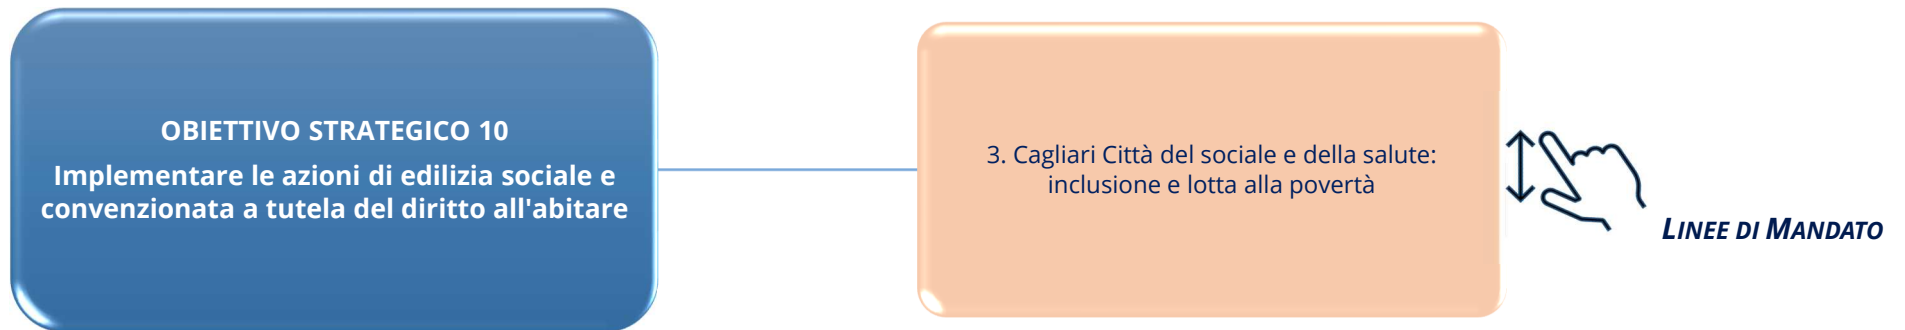 OBIETTIVO STRATEGICO 10
Implementare le azioni di edilizia sociale e
convenzionata a tutela del diritto all'abitare
3. Cagliari Città del sociale e della salute:
inclusione e lotta alla povertà
LINEE DI MANDATO